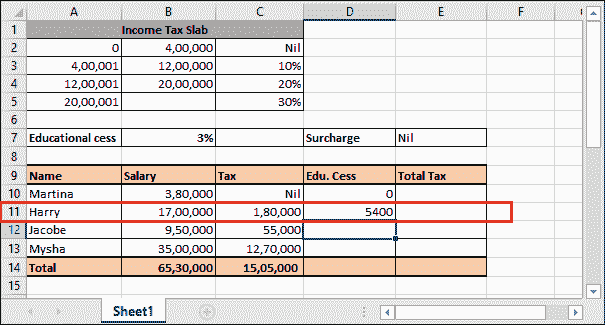 A B C D E F
1 Income Tax Slab
2 0 4,00,000 Nil
3 4,00,001 12,00,000 10%
4 12,00,001 20,00,000 20%
5 20,00,001 30%
6
7 Educational cess 3% Surcharge Nil
8
9 Name Salary Tax Edu. Cess Total Tax
10 Martina 3,80,000 Nil 0
11 Harry 17,00,000 1,80,000 5400
12 Jacobe 9,50,000 55,000
13 Mysha 35,00,000 12,70,000
14 Total 65,30,000 15,05,000
15
Sheet1